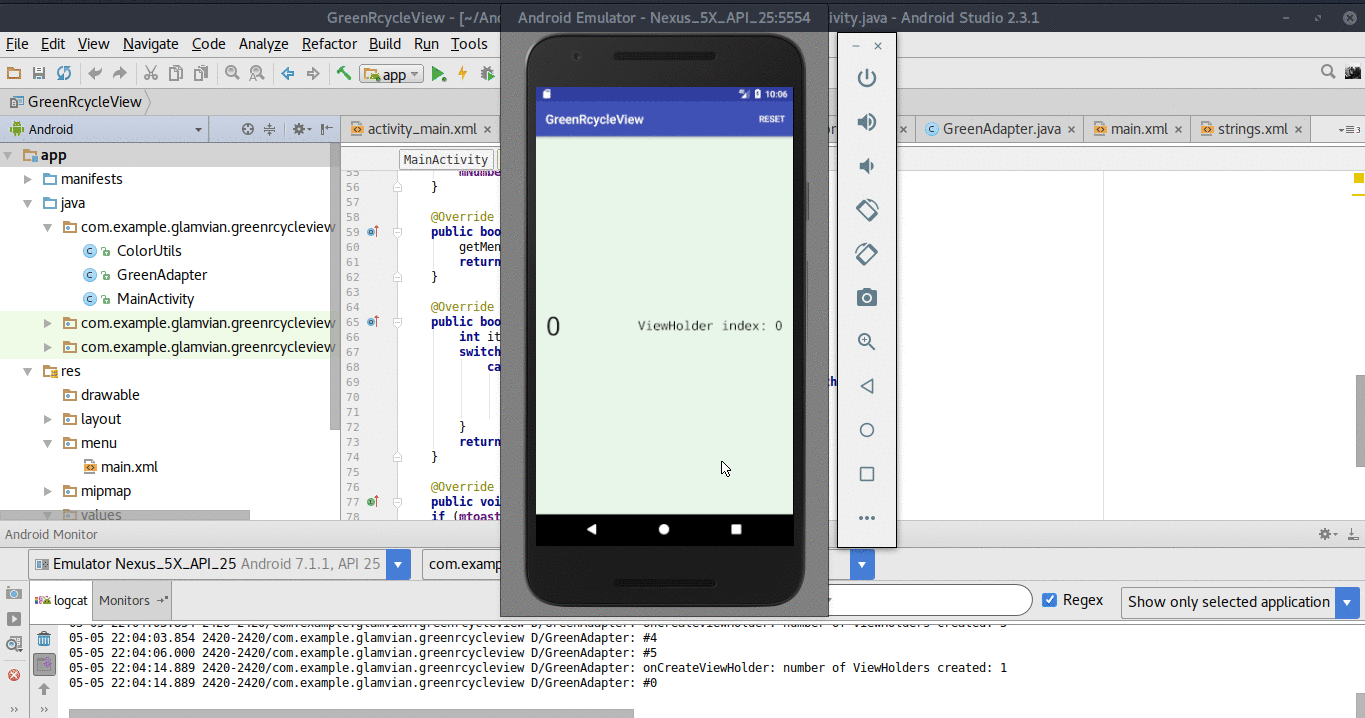 GreenRcycleView - [~/An
Android Emulator - Nexus_5X_API_25:5554
ivity.java - Android Studio 2.3.1
File Edit View Navigate Code Analyze Refactor Build Run Tools
app
GreenRcycleView
Android
activity_main.xml
GreenAdapter.java
main.xml
strings.xml
app
manifests
java
com.example.glamvian.greenrcycleview
ColorUtils
GreenAdapter
MainActivity
com.example.glamvian.greenrcycleview
com.example.glamvian.greenrcycleview
res
drawable
layout
menu
main.xml
mipmap
values
MainActivity
55 mNumbe
56 }
57
58 @Override
59 public boo
60 getMen
61 return
62 }
63
64 @Override
65 public boo
66 int it
67 switch
68 ca
69
70
71
72 }
73 return
74 }
75
76 @Override
77 public voi
78 if (mtoast
th
10:06
GreenRcycleView
RESET
0
ViewHolder index: 0
Android Monitor
Emulator Nexus_5X_API_25 Android 7.1.1, API 25
com.examp
logcat
Monitors
Regex
Show only selected application
05-05 22:04:03.854 2420-2420/com.example.glamvian.greenrcycleview D/GreenAdapter: #4
05-05 22:04:06.000 2420-2420/com.example.glamvian.greenrcycleview D/GreenAdapter: #5
05-05 22:04:14.889 2420-2420/com.example.glamvian.greenrcycleview D/GreenAdapter: onCreateViewHolder: number of ViewHolders created: 1
05-05 22:04:14.889 2420-2420/com.example.glamvian.greenrcycleview D/GreenAdapter: #0